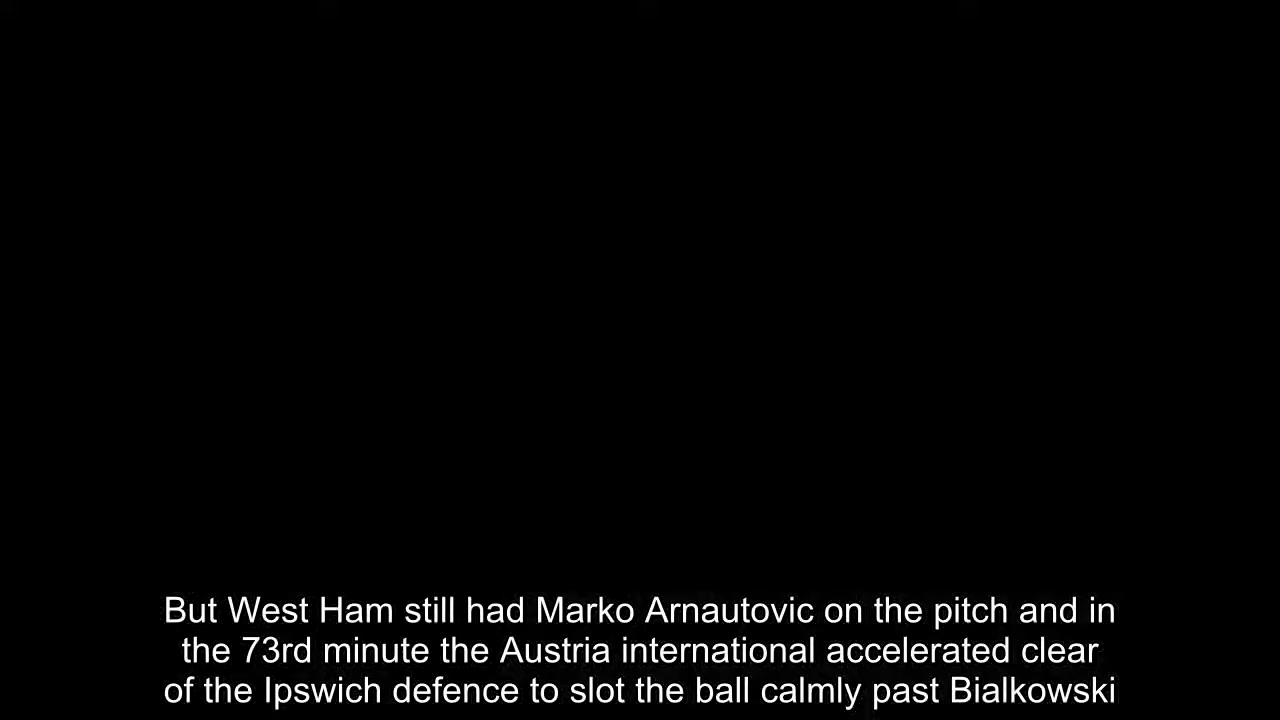 But West Ham still had Marko Arnautovic on the pitch and in
the 73rd minute the Austria international accelerated clear
of the Ipswich defence to slot the ball calmly past Bialkowski